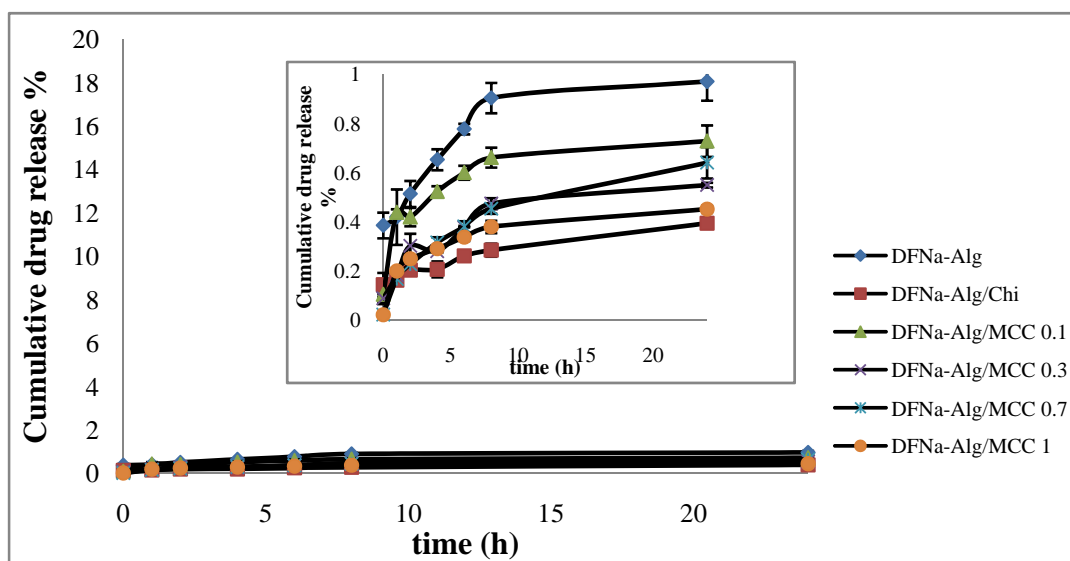 Cumulative drug release %
20
18
16
14
12
10
8
6
4
2
0
0
5
10
15
20
time (h)
Cumulative drug release
%
1
0.8
0.6
0.4
0.2
0
0
5
10
15
20
time (h)
DFNa-Alg
DFNa-Alg/Chi
DFNa-Alg/MCC 0.1
DFNa-Alg/MCC 0.3
DFNa-Alg/MCC 0.7
DFNa-Alg/MCC 1